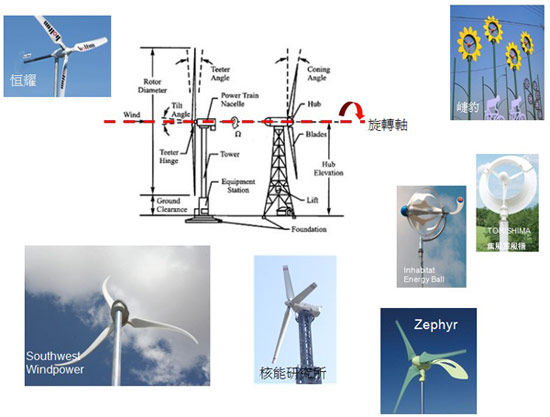 恒耀
Rotor
Diameter
Teeter
Angle
Coning
Angle
Power Train
Nacelle
Tilt
Angle
Wind
Hub
旋轉軸
Ω
Teeter
Hange
Blades
Tower
Hub
Elevation
Equipment
Station
Ground
Clearance
Lift
Foundation
Inhabitat
Energy Ball
Southwest
Windpower
核能研究所
Zephyr